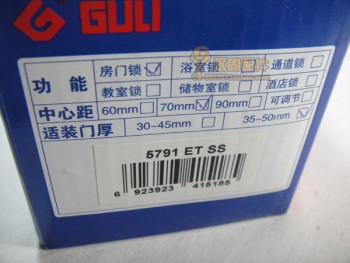 GULI
功能 房门锁 浴室锁 通道锁
教室锁 储物室锁 酒店锁
中心距 60mm 70mm 90mm 可调节
适装门厚 30-45mm 35-50mm
5791 ET SS
6 923923 415185